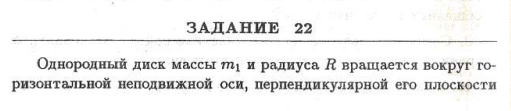 ЗАДАНИЕ 22
Однородный диск массы m₁ и радиуса R вращается вокруг го-
ризонтальной неподвижной оси, перпендикулярной его плоскости